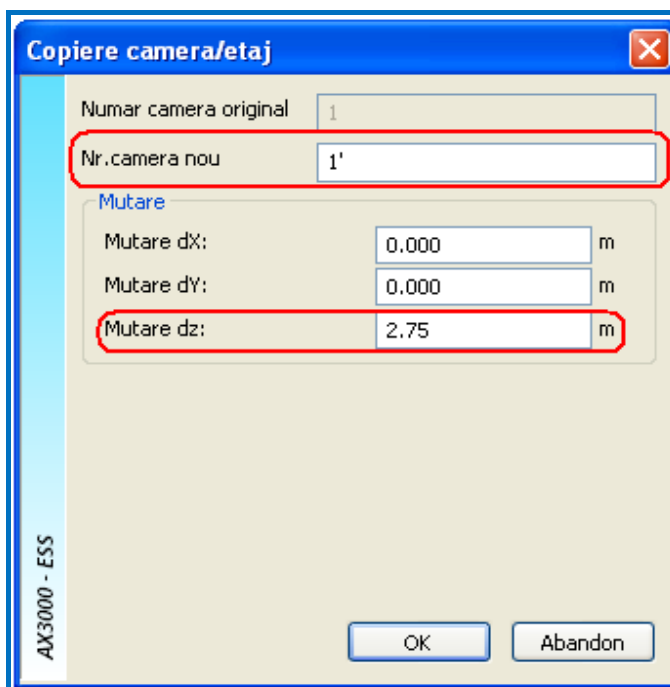 Copiere camera/etaj
Numar camera original 1
Nr.camera nou 1'
Mutare
Mutare dX: 0.000 m
Mutare dY: 0.000 m
Mutare dz: 2.75 m
AX3000 - ESS
OK Abandon